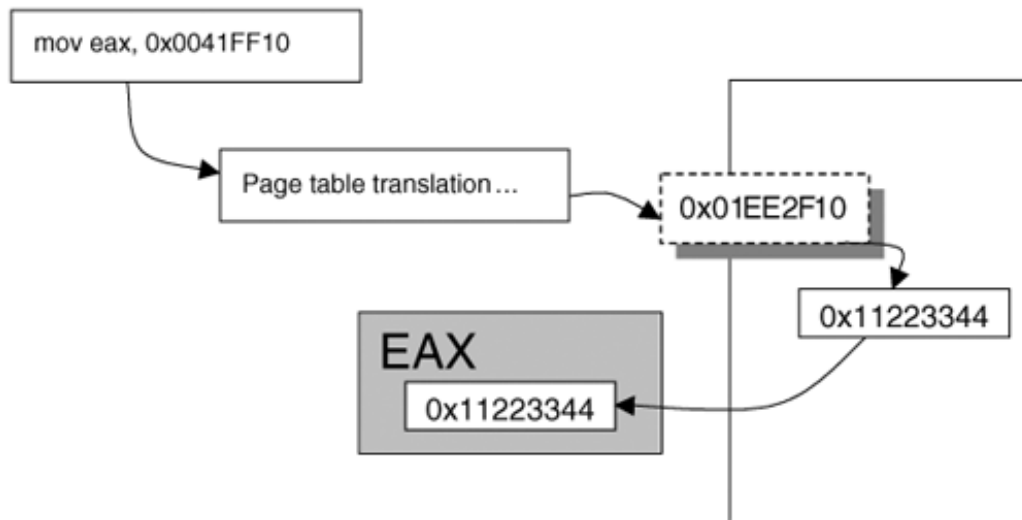 mov eax, 0x0041FF10
Page table translation ...
0x01EE2F10
0x11223344
EAX
0x11223344